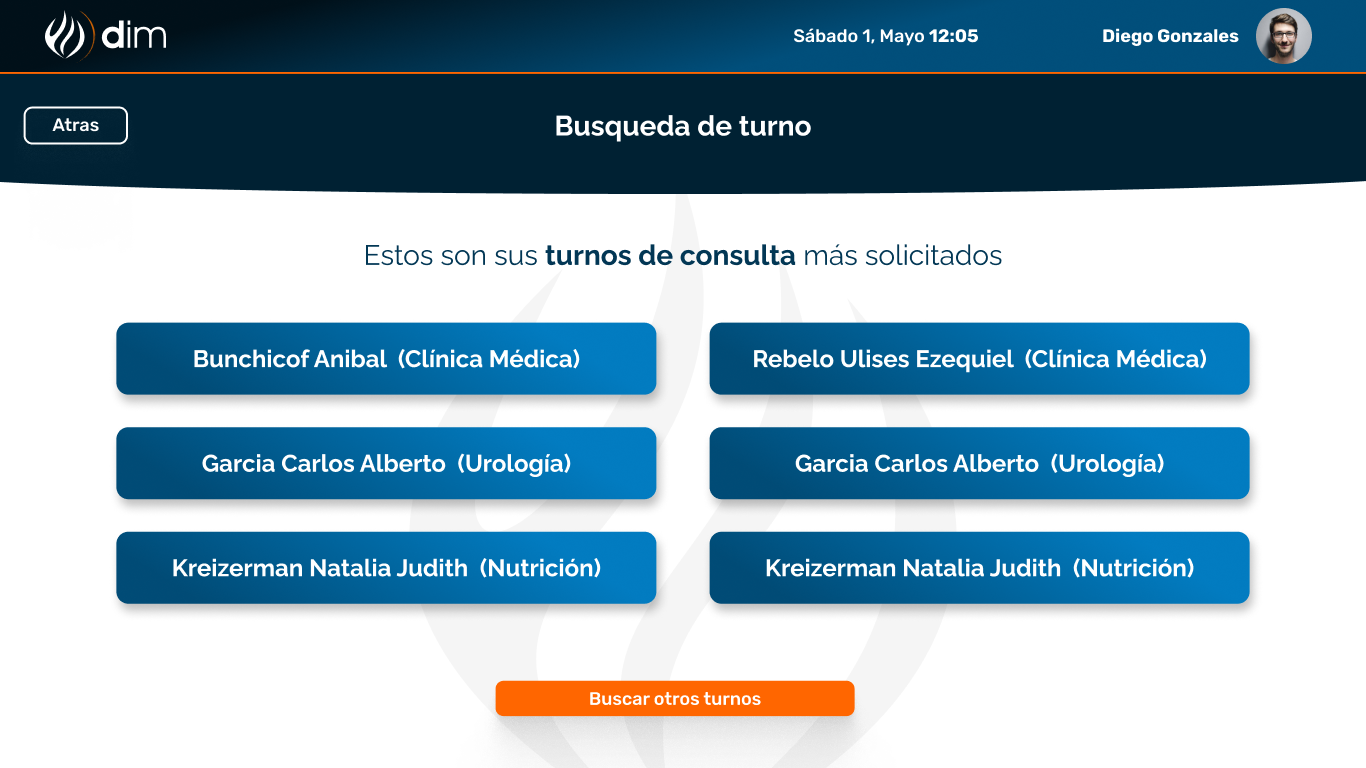 dim
Sábado 1, Mayo 12:05
Diego Gonzales
Atras
Busqueda de turno
Estos son sus turnos de consulta más solicitados
Bunchicof Anibal (Clínica Médica)
Rebelo Ulises Ezequiel (Clínica Médica)
Garcia Carlos Alberto (Urología)
Garcia Carlos Alberto (Urología)
Kreizerman Natalia Judith (Nutrición)
Kreizerman Natalia Judith (Nutrición)
Buscar otros turnos